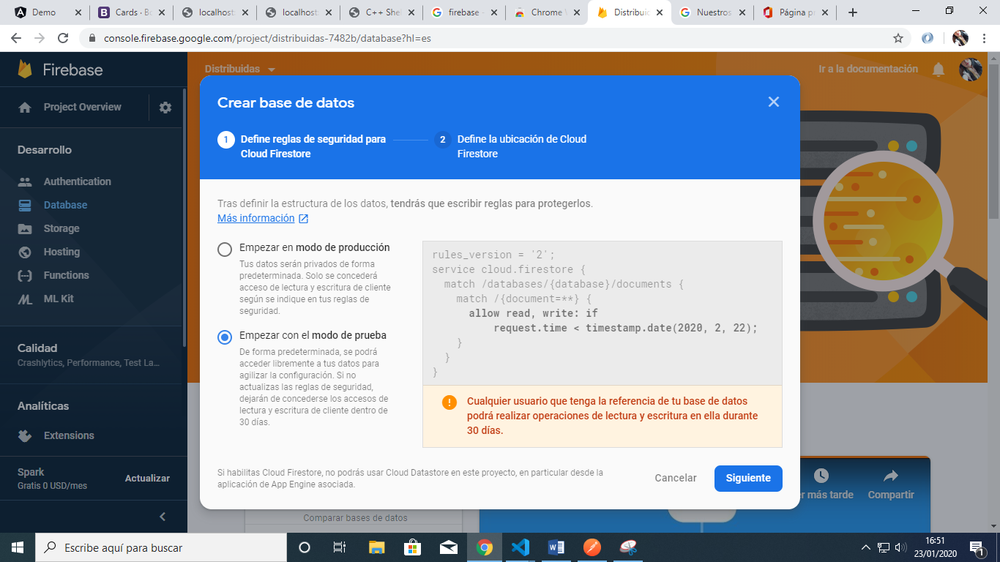 Demo
Cards · Bo
localhost:
localhost
C++ Shel
firebase -
Chrome W
Distribuid
Nuestros
Página pr
console.firebase.google.com/project/distribuidas-7482b/database?hl=es
Firebase
Distribuidas
Ir a la documentación
Project Overview
Desarrollo
Authentication
Database
Storage
Hosting
Functions
ML Kit
Calidad
Crashlytics, Performance, Test La...
Analíticas
Extensions
Spark
Gratis 0 USD/mes
Actualizar
Crear base de datos
1
Define reglas de seguridad para
Cloud Firestore
2
Define la ubicación de Cloud
Firestore
Tras definir la estructura de los datos, tendrás que escribir reglas para protegerlos.
Más información
Empezar en modo de producción
Tus datos serán privados de forma
predeterminada. Solo se concederá
acceso de lectura y escritura de cliente
según se indique en tus reglas de
seguridad.
Empezar con el modo de prueba
De forma predeterminada, se podrá
acceder libremente a tus datos para
agilizar la configuración. Si no
actualizas las reglas de seguridad,
dejarán de concederse los accesos de
lectura y escritura de cliente dentro de
30 días.
rules_version = '2';
service cloud.firestore {
match /databases/{database}/documents {
match /{document=**} {
allow read, write: if
request.time < timestamp.date(2020, 2, 22);
}
}
}
Cualquier usuario que tenga la referencia de tu base de datos
podrá realizar operaciones de lectura y escritura en ella durante
30 días.
Si habilitas Cloud Firestore, no podrás usar Cloud Datastore en este proyecto, en particular desde la
aplicación de App Engine asociada.
Cancelar
Siguiente
er más tarde
Compartir
Comparar bases de datos
Escribe aquí para buscar
16:51
23/01/2020
1